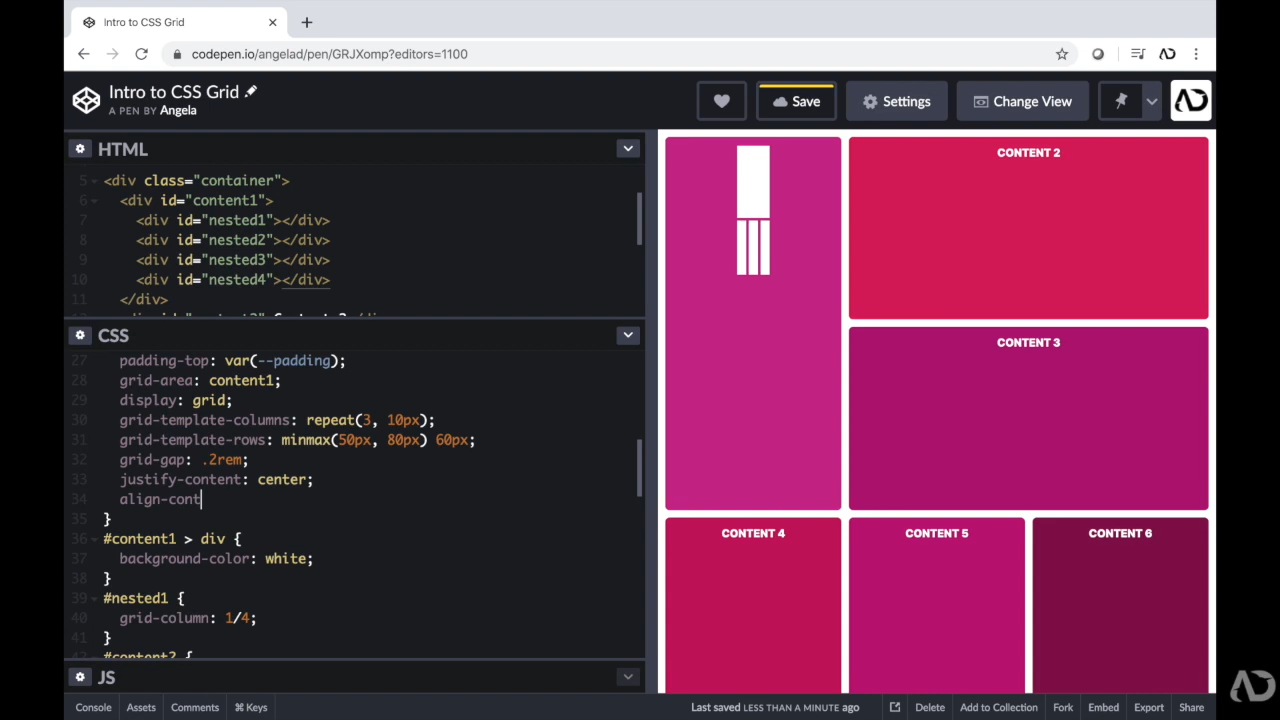 Intro to CSS Grid
codepen.io/angelad/pen/GRJXomp?editors=1100
Intro to CSS Grid
A PEN BY Angela
Save
Settings
Change View
HTML
5 <div class="container">
6 <div id="content1">
7 <div id="nested1"></div>
8 <div id="nested2"></div>
9 <div id="nested3"></div>
10 <div id="nested4"></div>
11 </div>
CSS
27 padding-top: var(--padding);
28 grid-area: content1;
29 display: grid;
30 grid-template-columns: repeat(3, 10px);
31 grid-template-rows: minmax(50px, 80px) 60px;
32 grid-gap: .2rem;
33 justify-content: center;
34 align-cont
35 }
36 #content1 > div {
37 background-color: white;
38 }
39 #nested1 {
40 grid-column: 1/4;
41 }
#content2 {
JS
CONTENT 2
CONTENT 3
CONTENT 4
CONTENT 5
CONTENT 6
Console
Assets
Comments
⌘ Keys
Last saved LESS THAN A MINUTE ago
Delete
Add to Collection
Fork
Embed
Export
Share